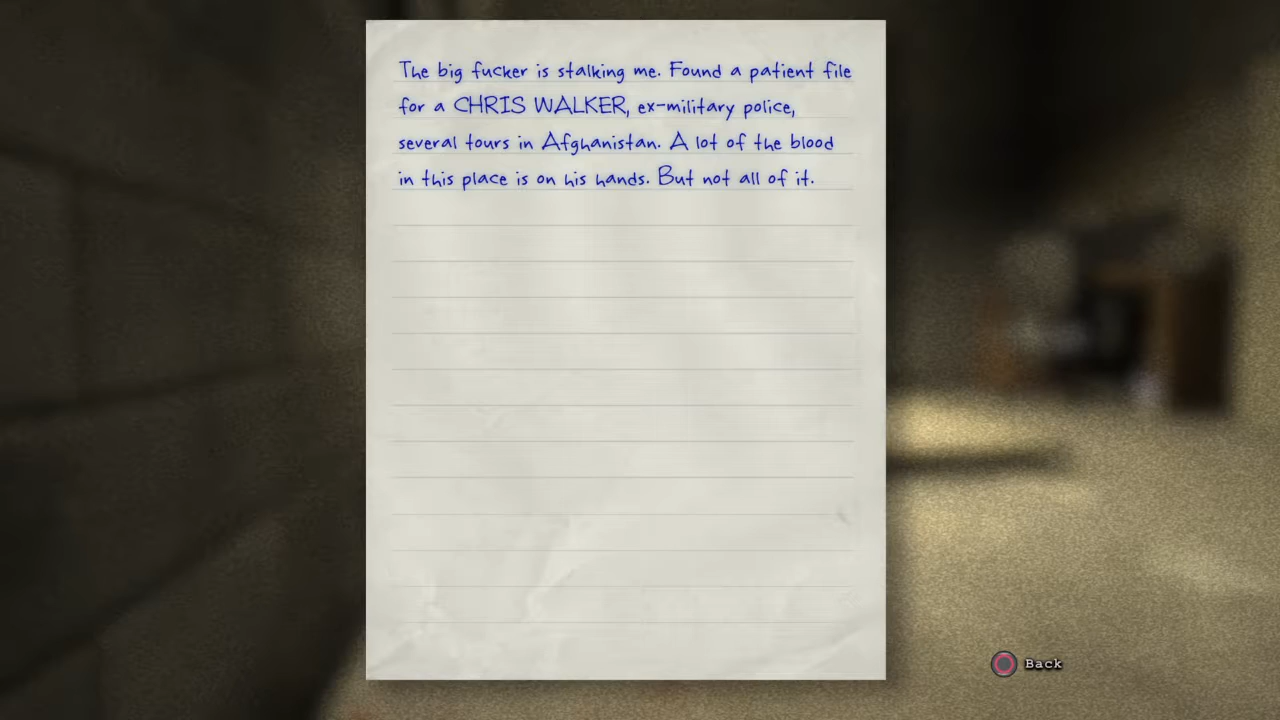 The big fucker is stalking me. Found a patient file
for a CHRIS WALKER, ex-military police,
several tours in Afghanistan. A lot of the blood
in this place is on his hands. But not all of it.
Back